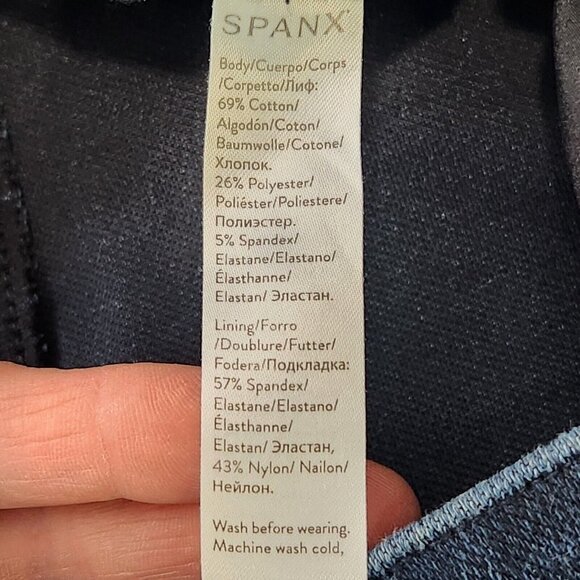 SPANX
Body/Cuerpo/Corps
/Corpetto/Лиф:
69% Cotton/
Algodón/Coton/
Baumwolle/Cotone/
Хлопок.
26% Polyester/
Poliéster/Poliestere/
Полиэстер.
5% Spandex/
Elastane/Elastano/
Élasthanne/
Elastan/ Эластан.
Lining/Forro
/Doublure/Futter/
Fodera/Подкладка:
57% Spandex/
Elastane/Elastano/
Élasthanne/
Elastan/ Эластан,
43% Nylon/ Nailon/
Нейлон.
Wash before wearing.
Machine wash cold,